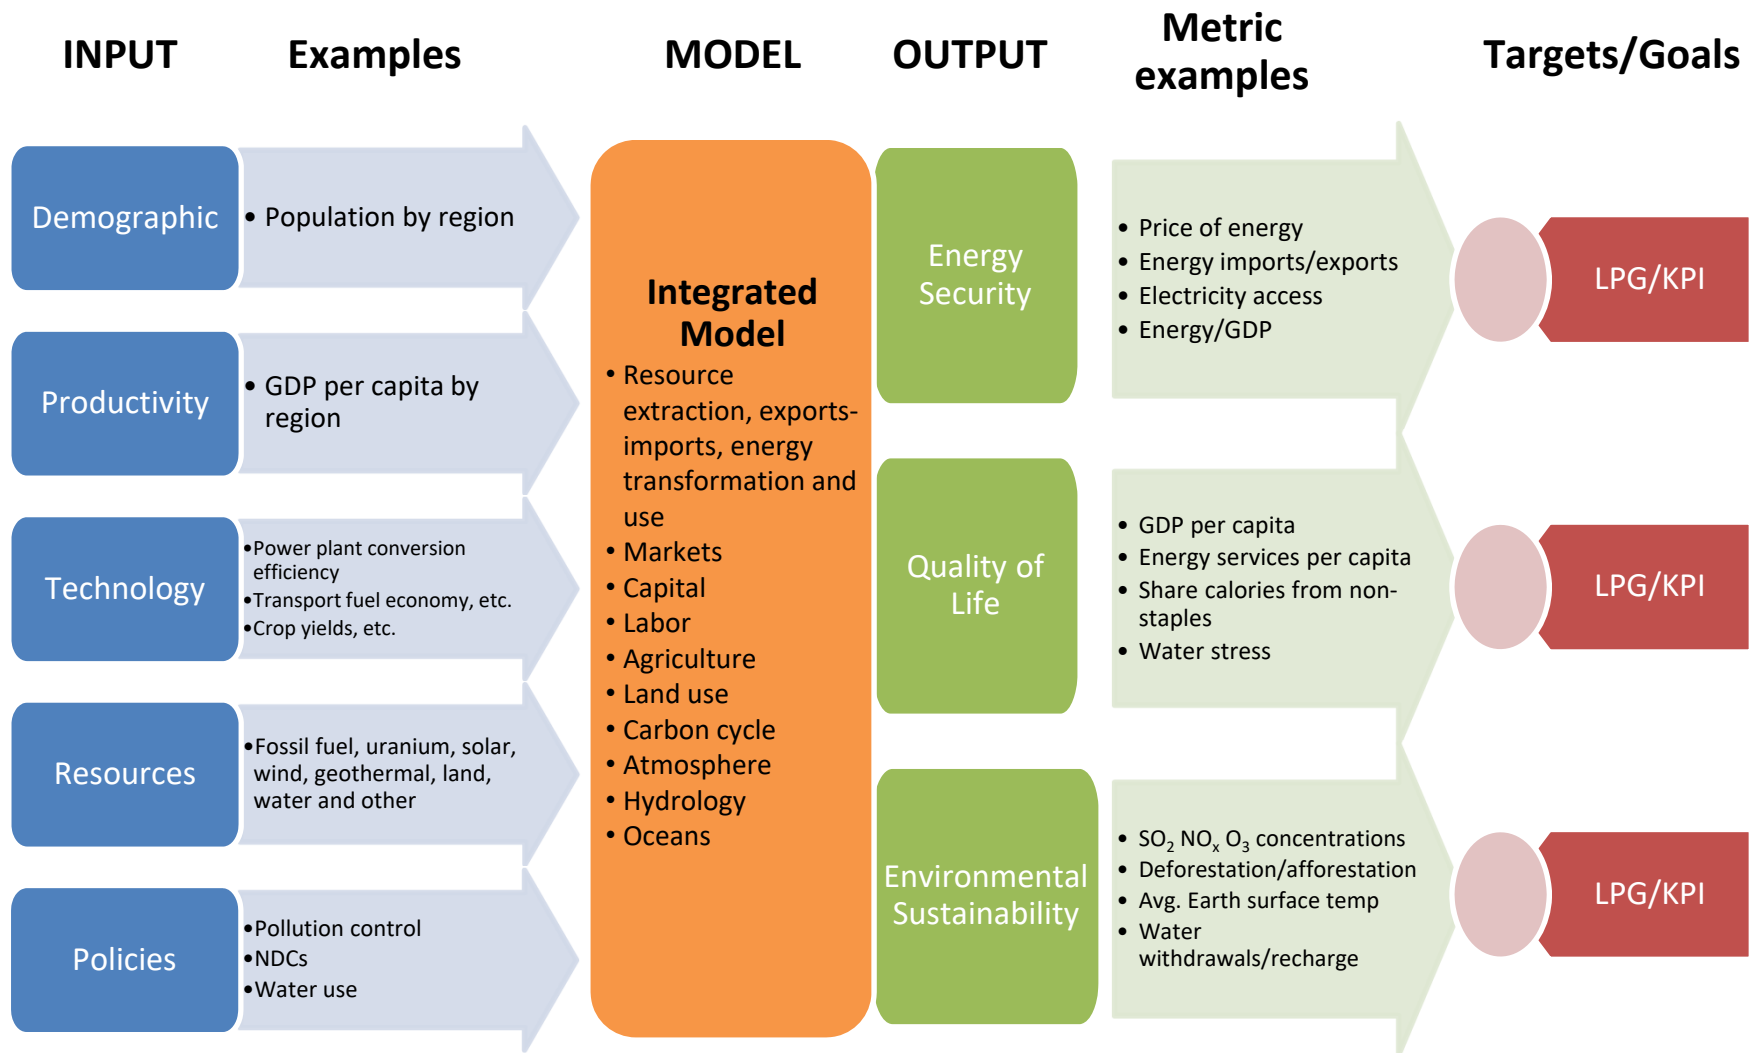 INPUT
Examples
MODEL
OUTPUT
Metric
examples
Targets/Goals
Demographic
• Population by region
Productivity
• GDP per capita by
region
Technology
•Power plant conversion
efficiency
•Transport fuel economy, etc.
•Crop yields, etc.
Resources
•Fossil fuel, uranium, solar,
wind, geothermal, land,
water and other
Policies
•Pollution control
•NDCs
•Water use
Integrated
Model
• Resource
extraction, exports-
imports, energy
transformation and
use
• Markets
• Capital
• Labor
• Agriculture
• Land use
• Carbon cycle
• Atmosphere
• Hydrology
• Oceans
Energy
Security
• Price of energy
• Energy imports/exports
• Electricity access
• Energy/GDP
LPG/KPI
Quality of
Life
• GDP per capita
• Energy services per capita
• Share calories from non-
staples
• Water stress
LPG/KPI
Environmental
Sustainability
• SO₂ NOₓ O₃ concentrations
• Deforestation/afforestation
• Avg. Earth surface temp
• Water
withdrawals/recharge
LPG/KPI